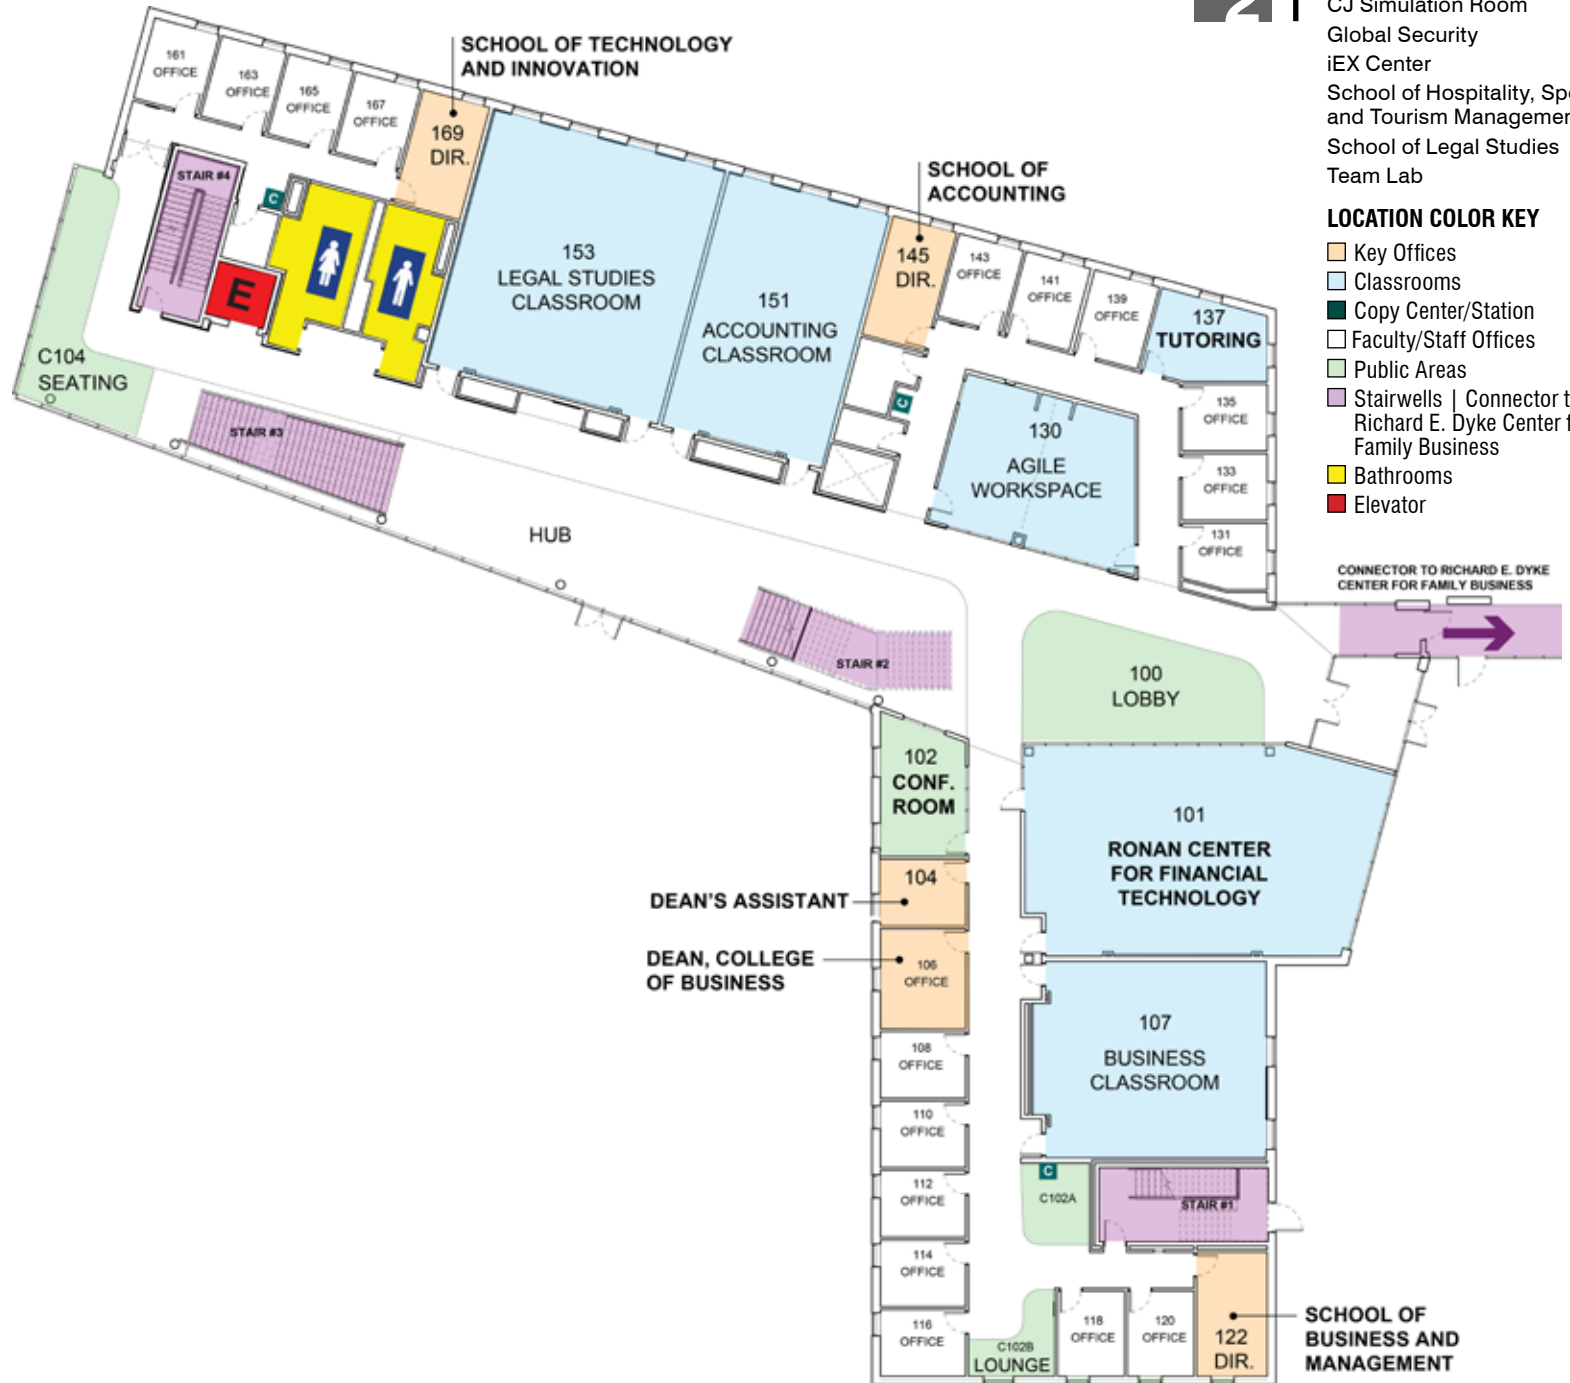 2
CJ Simulation Room
Global Security
iEX Center
School of Hospitality, Spo
and Tourism Managemen
School of Legal Studies
Team Lab
LOCATION COLOR KEY
Key Offices
Classrooms
Copy Center/Station
Faculty/Staff Offices
Public Areas
Stairwells | Connector t
Richard E. Dyke Center f
Family Business
Bathrooms
Elevator
SCHOOL OF TECHNOLOGY
AND INNOVATION
161
OFFICE
163
OFFICE
165
OFFICE
167
OFFICE
169
DIR.
STAIR #4
C
E
C104
SEATING
STAIR #3
153
LEGAL STUDIES
CLASSROOM
151
ACCOUNTING
CLASSROOM
SCHOOL OF
ACCOUNTING
145
DIR.
143
OFFICE
141
OFFICE
139
OFFICE
137
TUTORING
C
130
AGILE
WORKSPACE
135
OFFICE
133
OFFICE
131
OFFICE
HUB
CONNECTOR TO RICHARD E. DYKE
CENTER FOR FAMILY BUSINESS
STAIR #2
100
LOBBY
102
CONF.
ROOM
101
RONAN CENTER
FOR FINANCIAL
TECHNOLOGY
104
DEAN'S ASSISTANT
DEAN, COLLEGE
OF BUSINESS
106
OFFICE
107
BUSINESS
CLASSROOM
108
OFFICE
110
OFFICE
112
OFFICE
114
OFFICE
116
OFFICE
C
C102A
STAIR #1
C102B
LOUNGE
118
OFFICE
120
OFFICE
122
DIR.
SCHOOL OF
BUSINESS AND
MANAGEMENT